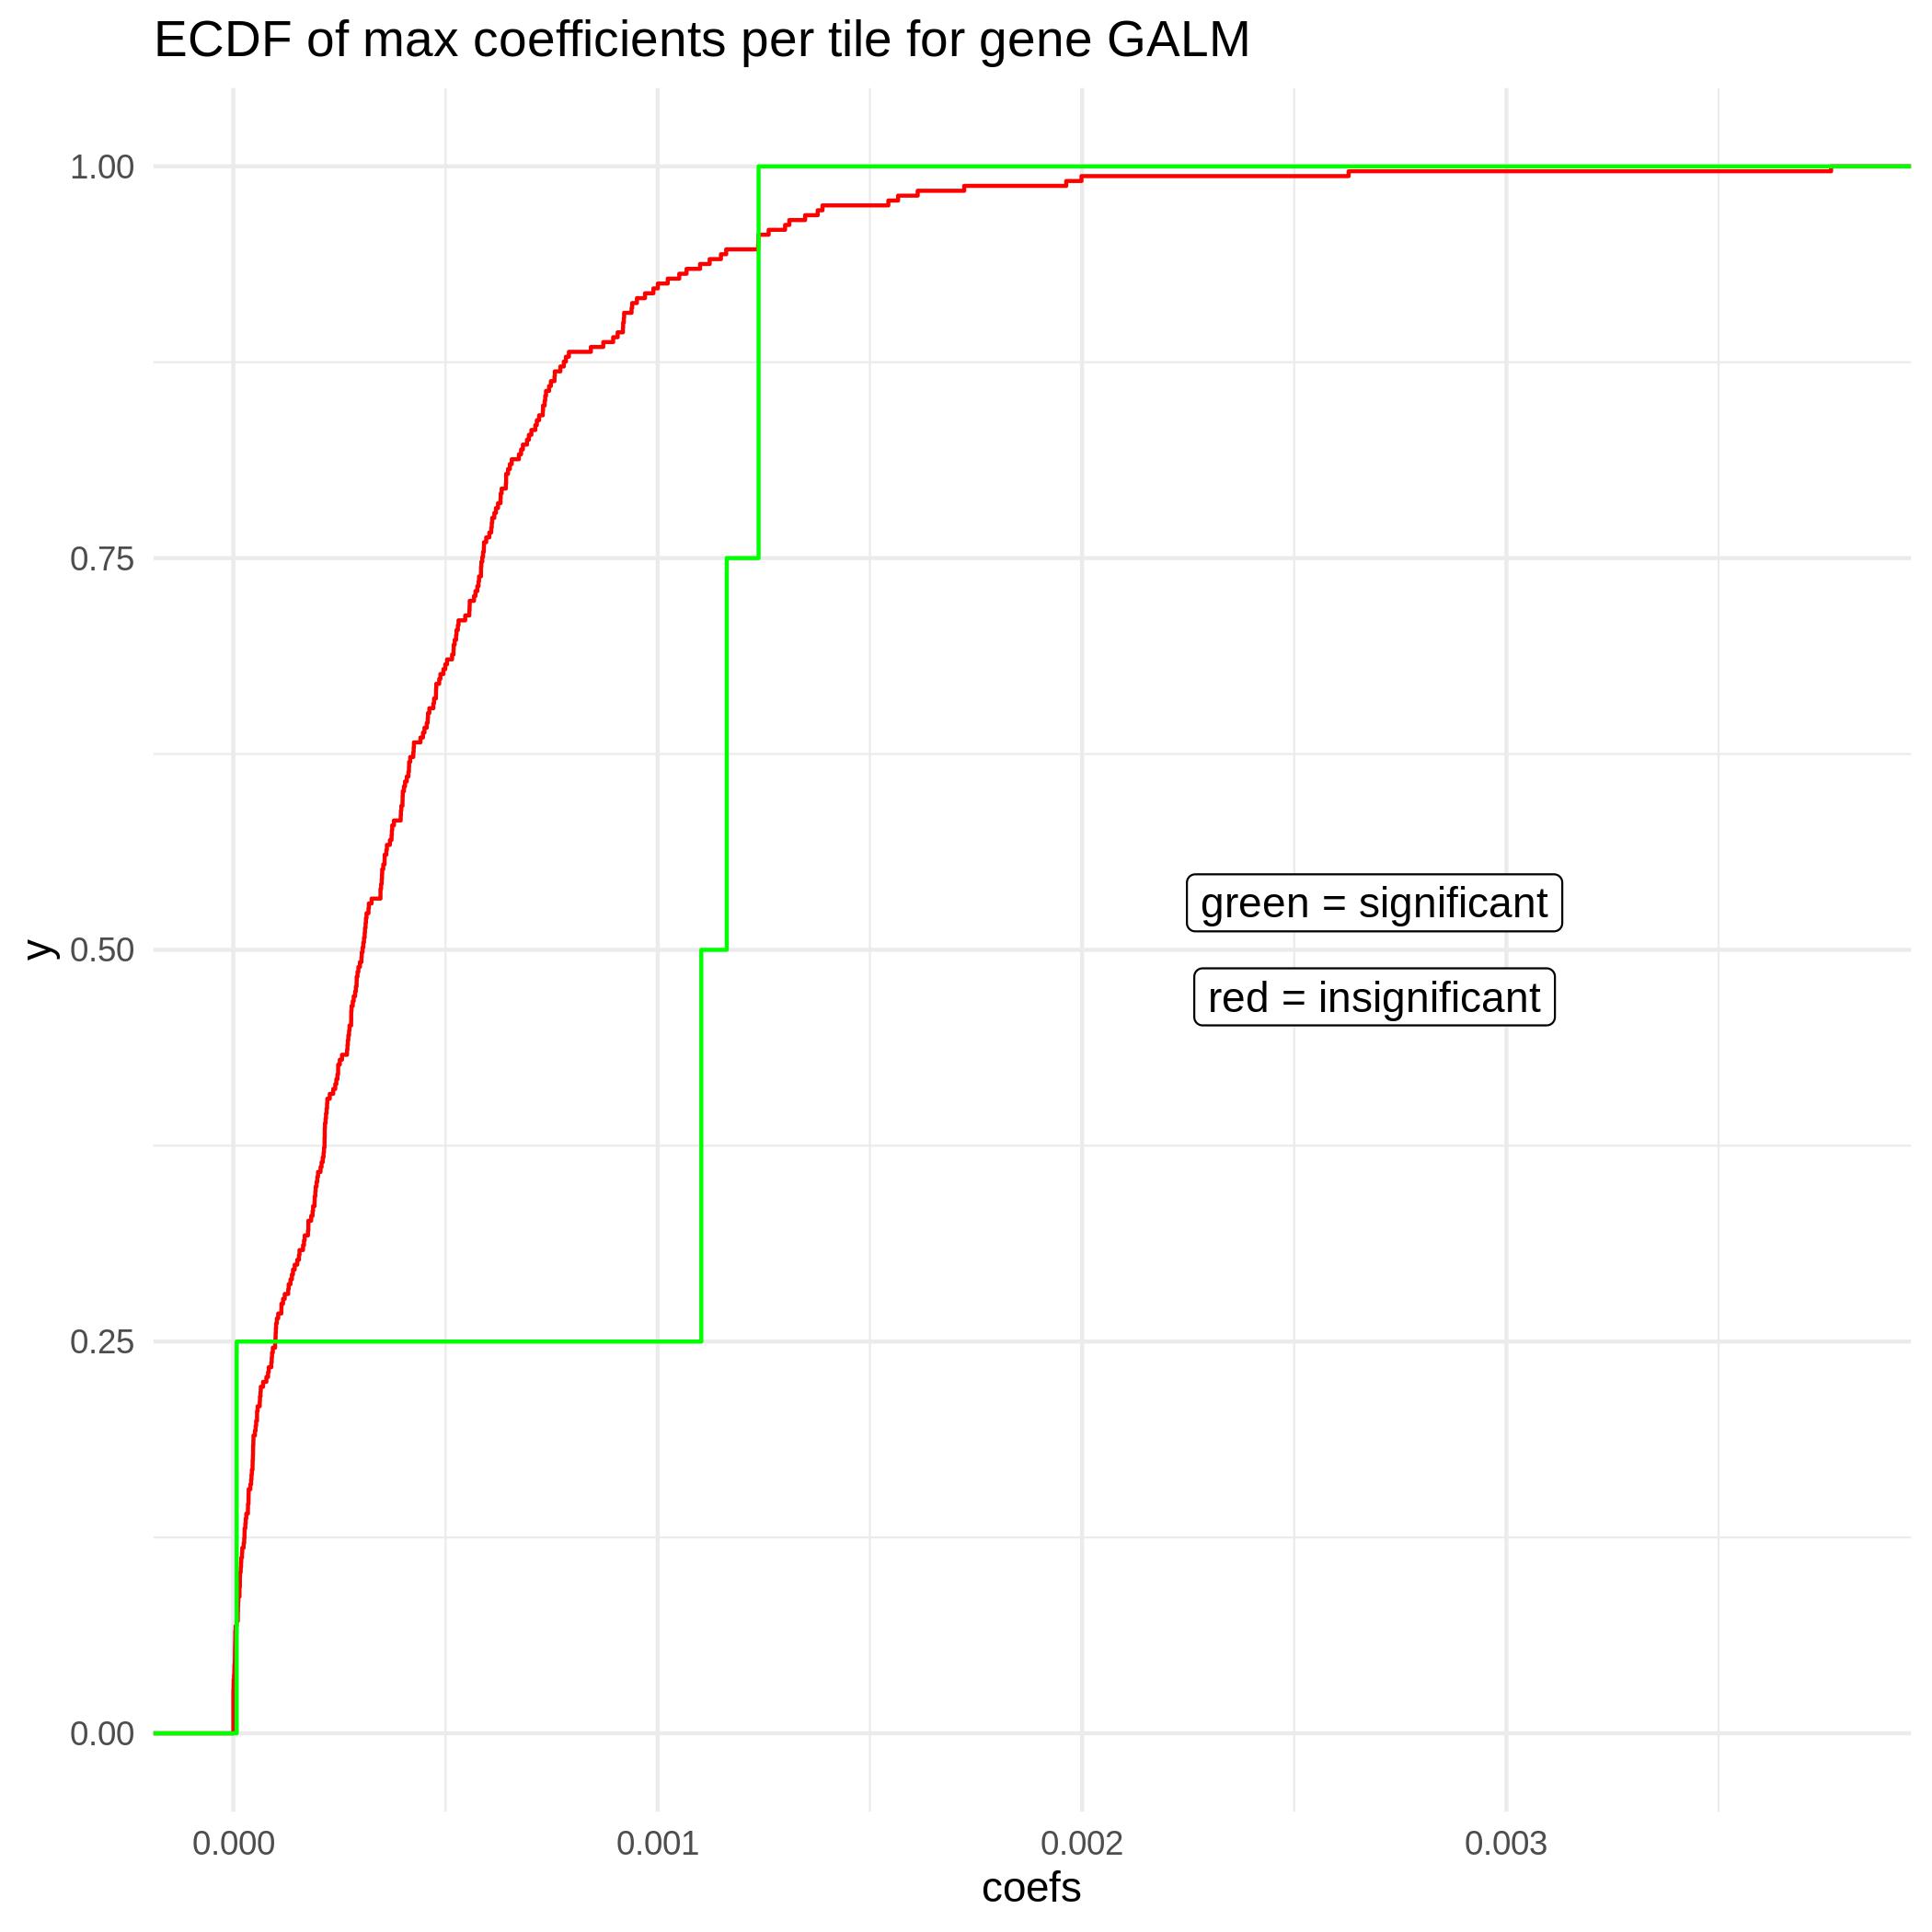 ECDF of max coefficients per tile for gene GALM
1.00
0.75
0.50
0.25
0.00
y
green = significant
red = insignificant
0.000 0.001 0.002 0.003
coefs